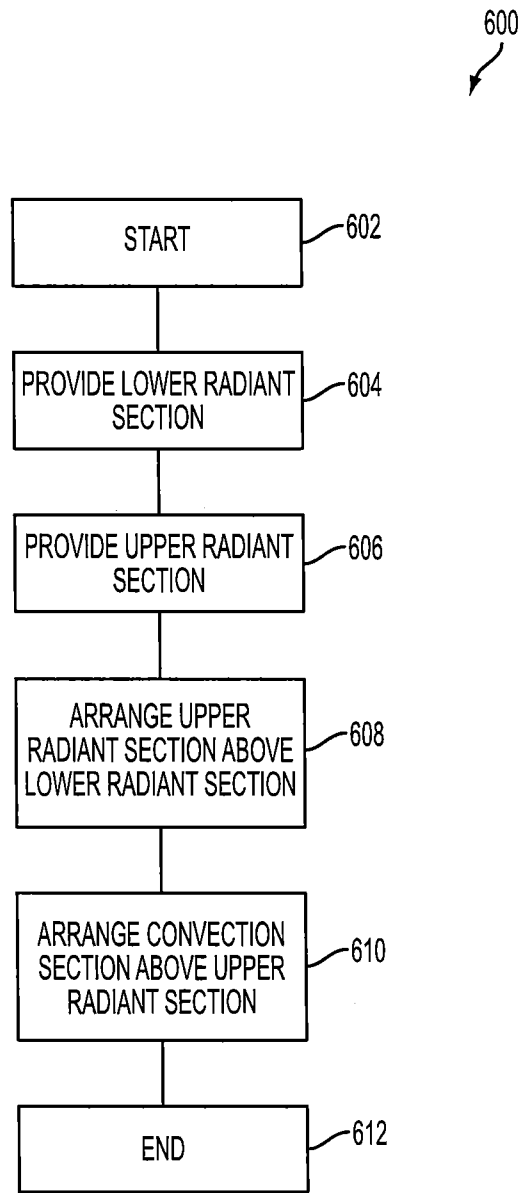 600
START
602
PROVIDE LOWER RADIANT
SECTION
604
PROVIDE UPPER RADIANT
SECTION
606
ARRANGE UPPER
RADIANT SECTION ABOVE
LOWER RADIANT SECTION
608
ARRANGE CONVECTION
SECTION ABOVE UPPER
RADIANT SECTION
610
END
612